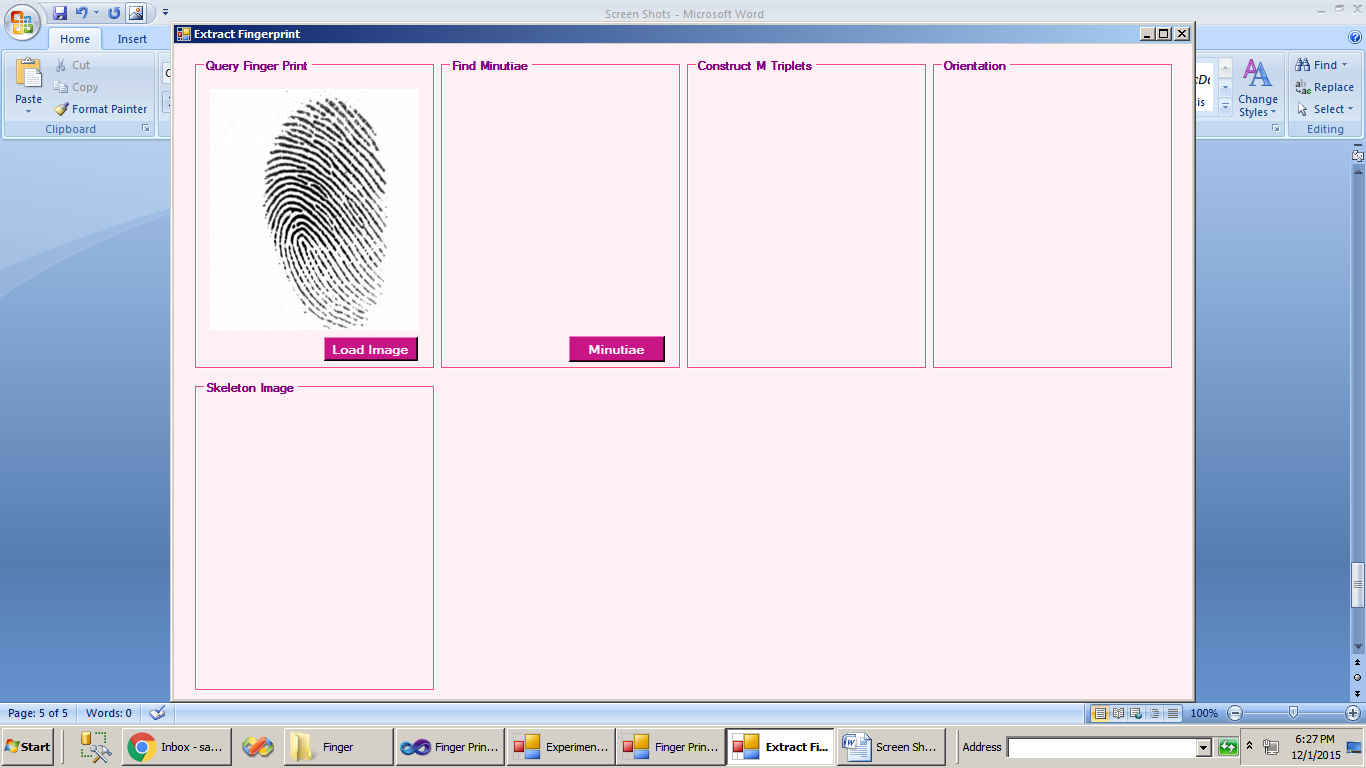 Screen Shots - Microsoft Word
Home
Insert
Cut
Copy
Paste
Format Painter
Clipboard
Extract Fingerprint
Query Finger Print
Find Minutiae
Construct M Triplets
Orientation
Load Image
Minutiae
Skeleton Image
Change
Styles
Find
Replace
Select
Editing
Page: 5 of 5
Words: 0
100%
Start
Inbox - sa...
Finger
Finger Prin...
Experimen...
Finger Prin...
Extract Fi...
Screen Sh...
Address
6:27 PM
12/1/2015